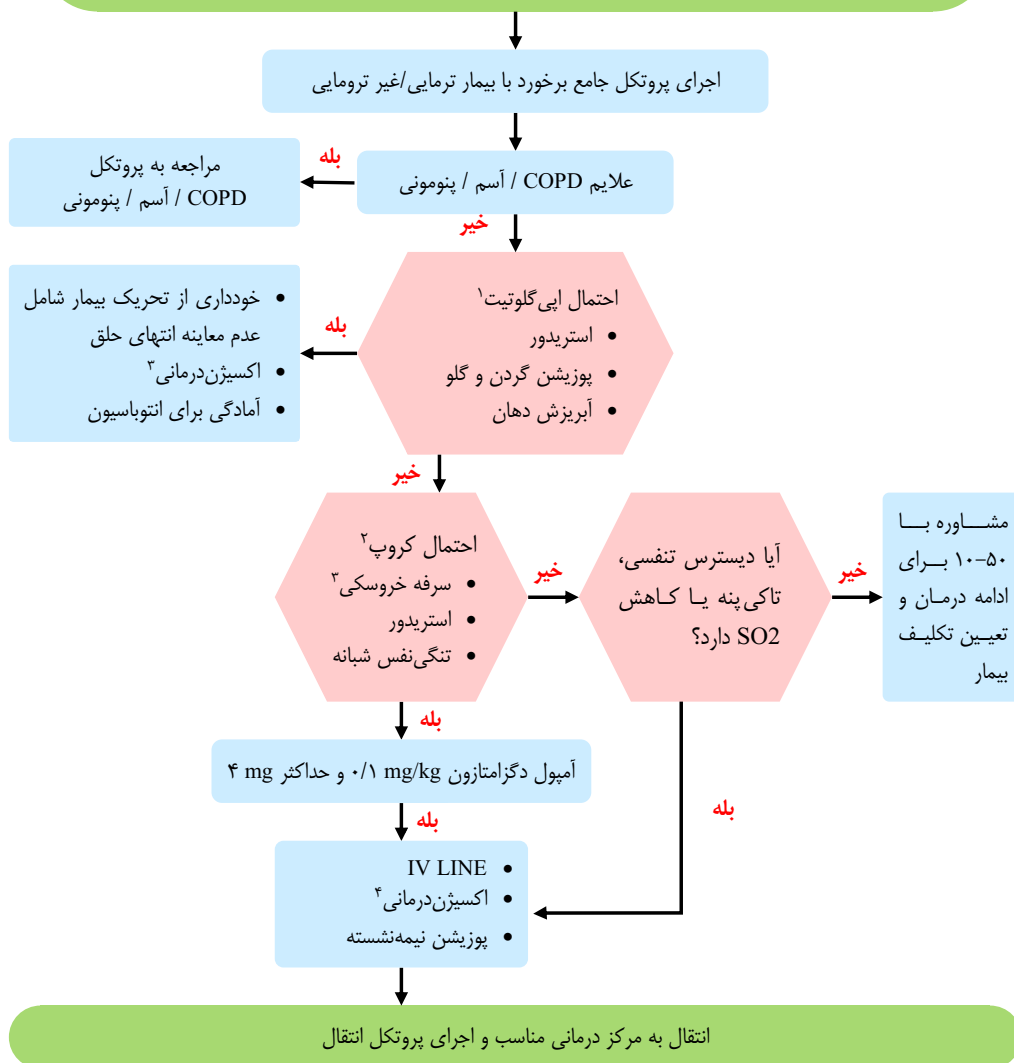 اجرای پروتکل جامع برخورد با بیمار ترمایی/غیر ترومایی
علایم COPD / آسم / پنومونی
بله
مراجعه به پروتکل
COPD / آسم / پنومونی
خیر
احتمال اپی‌گلوتیت۱
• استریدور
• پوزیشن گردن و گلو
• آبریزش دهان
بله
• خودداری از تحریک بیمار شامل
عدم معاینه انتهای حلق
• اکسیژن‌درمانی۳
• آمادگی برای انتوباسیون
خیر
احتمال کروپ۲
• سرفه خروسکی۳
• استریدور
• تنگی‌نفس شبانه
خیر
آیا دیسترس تنفسی،
تاکی‌پنه یا کاهش
SO2 دارد؟
خیر
مشاوره با
۱۰-۵۰ برای
ادامه درمان و
تعیین تکلیف
بیمار
بله
آمپول دگزامتازون ۰/۱ mg/kg و حداکثر ۴ mg
بله
بله
• IV LINE
• اکسیژن‌درمانی۴
• پوزیشن نیمه‌نشسته
انتقال به مرکز درمانی مناسب و اجرای پروتکل انتقال